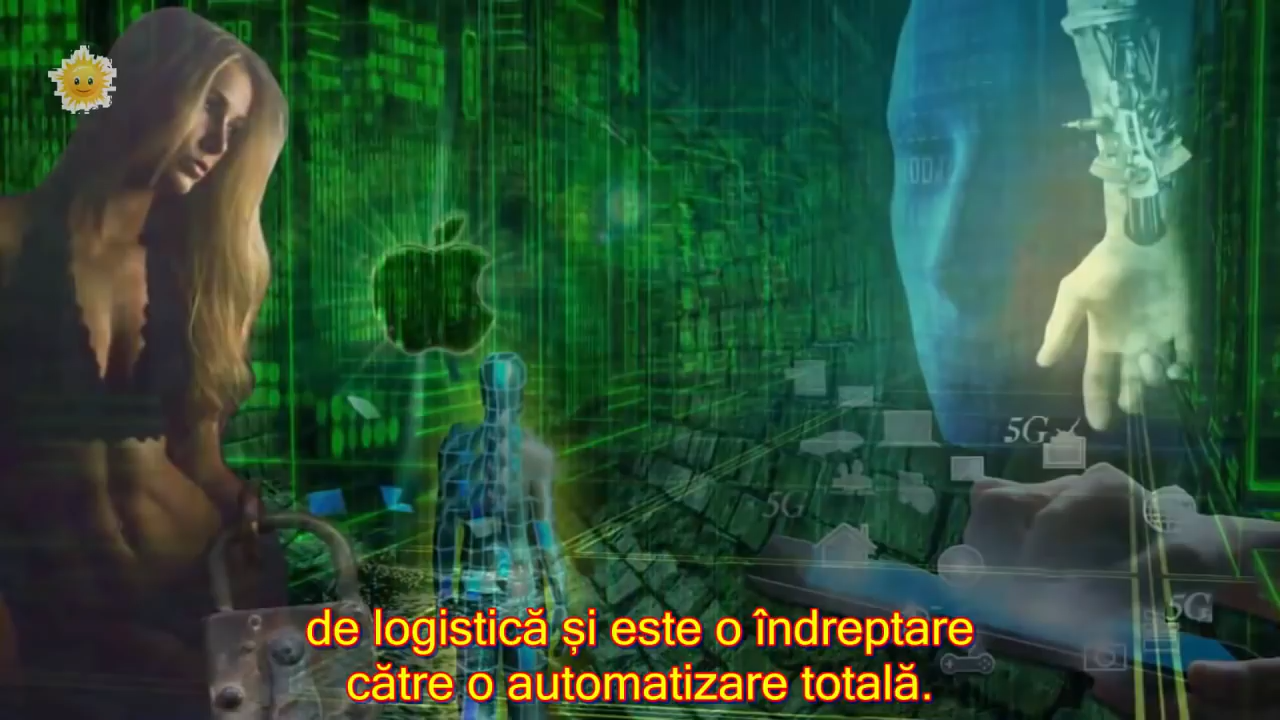 5G
5G
5G
de logistică și este o îndreptare
către o automatizare totală.